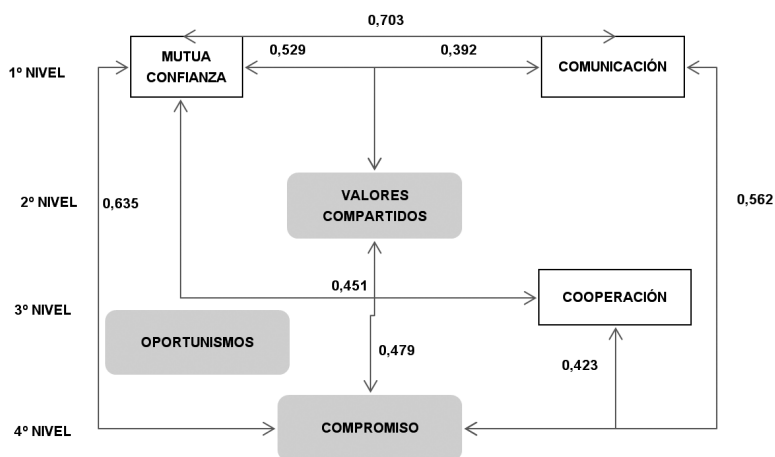 0,703
MUTUA
CONFIANZA
0,529
0,392
COMUNICACIÓN
1º NIVEL
VALORES
COMPARTIDOS
2º NIVEL
0,635
0,562
0,451
COOPERACIÓN
3º NIVEL
OPORTUNISMOS
0,479
0,423
COMPROMISO
4º NIVEL